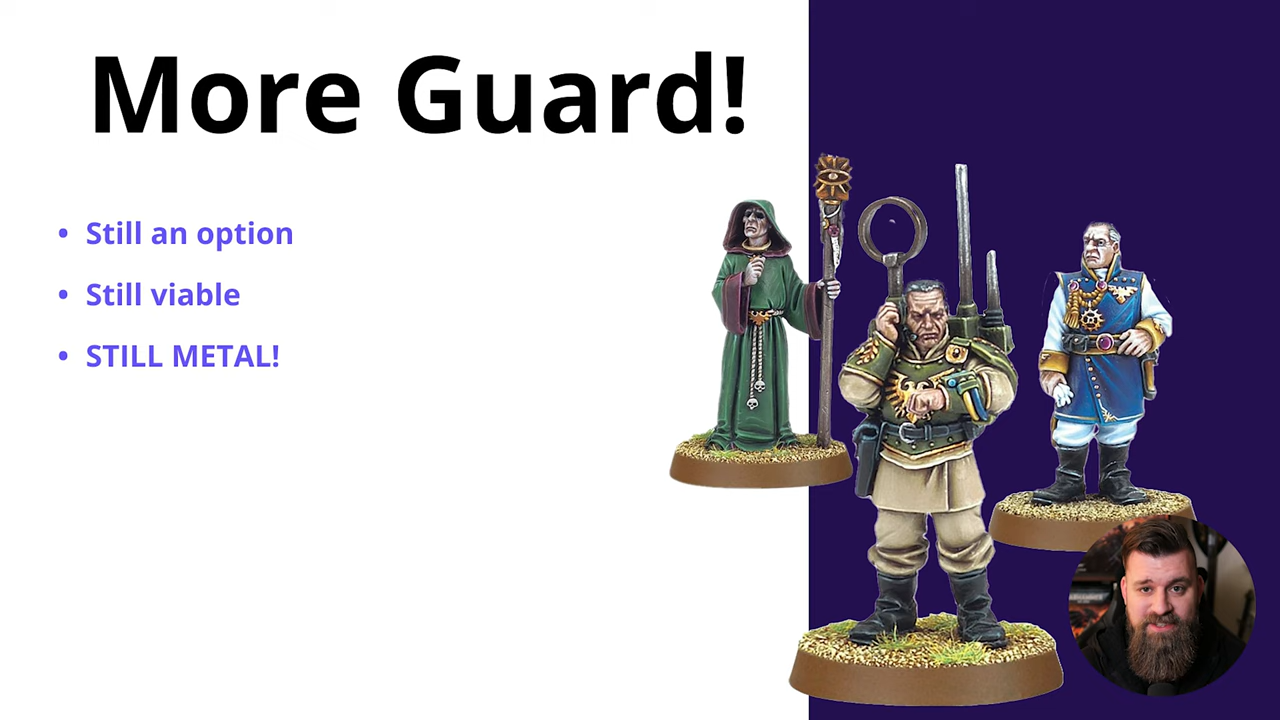 More Guard!
• Still an option
• Still viable
• STILL METAL!